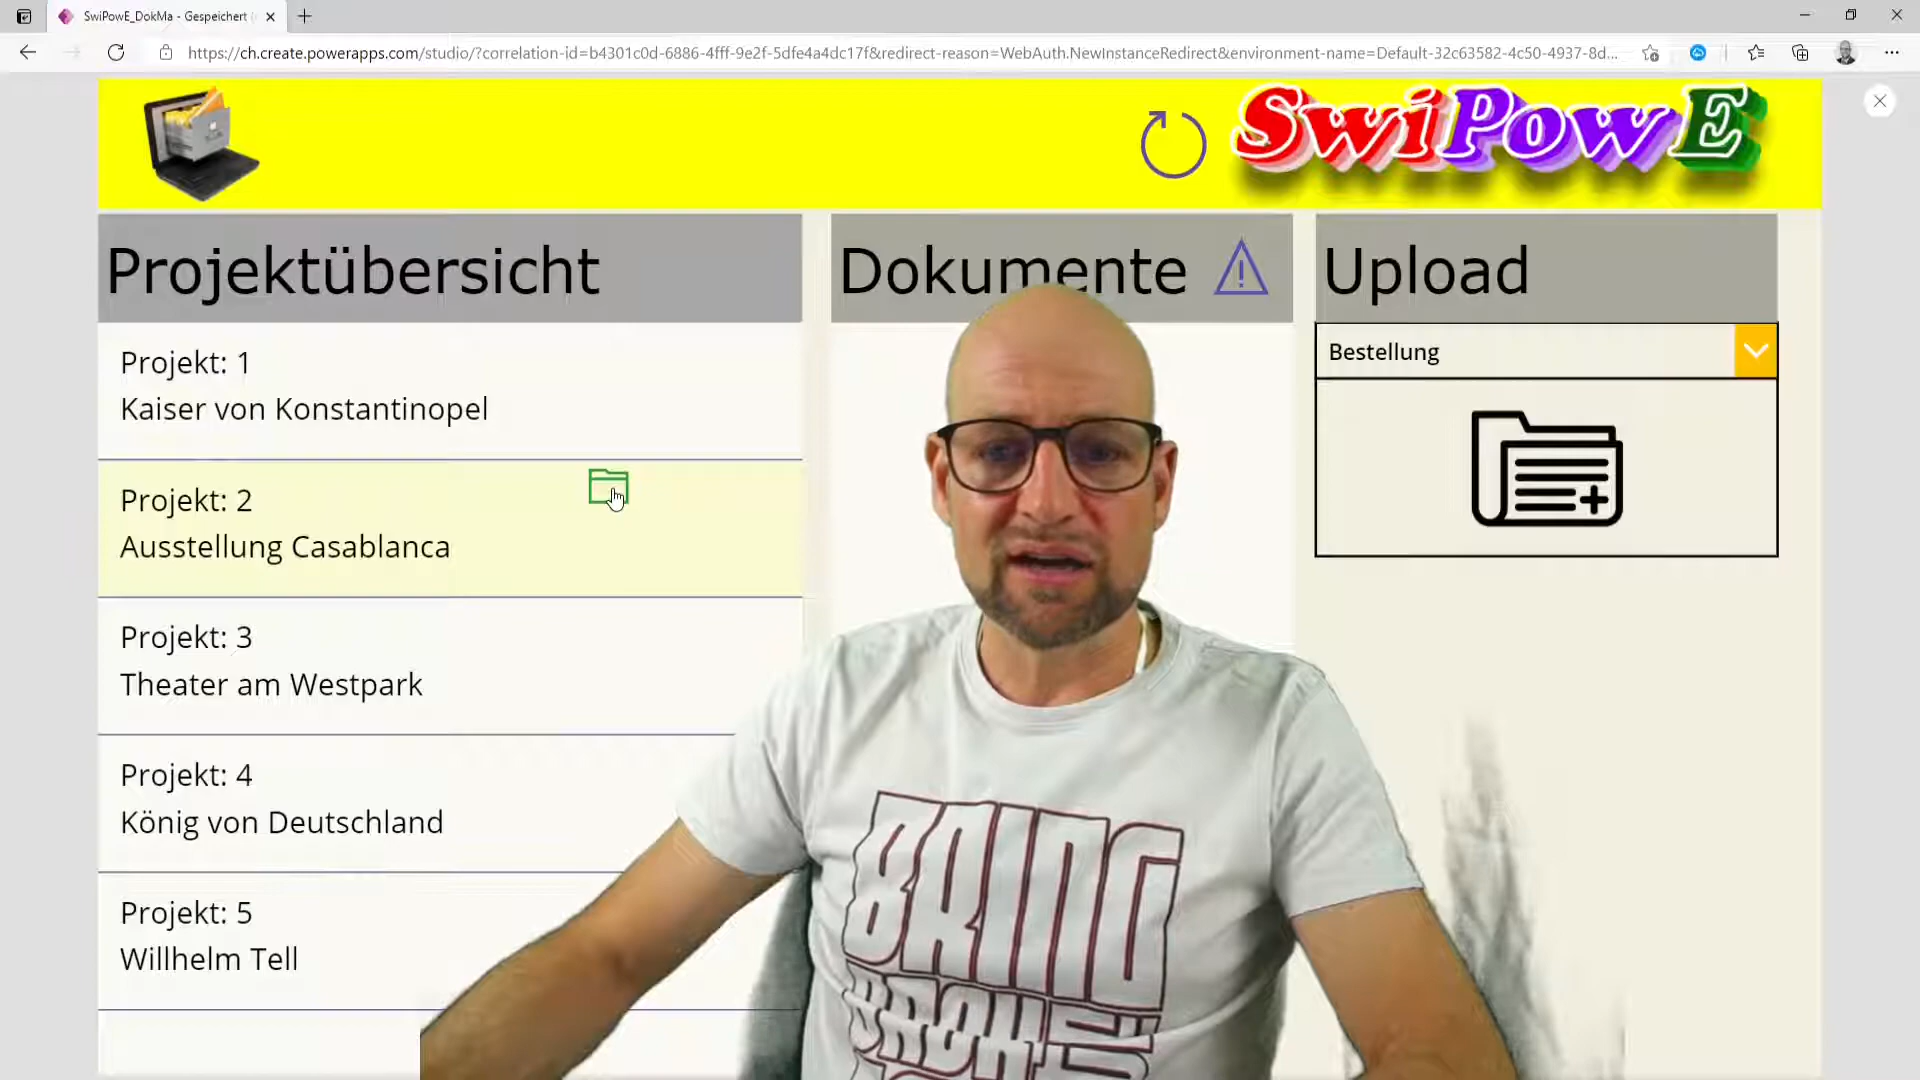 SwiPowE_DokMa - Gespeichert
https://ch.create.powerapps.com/studio/?correlation-id=b4301c0d-6886-4fff-9e2f-5dfe4a4dc17f&redirect-reason=WebAuth.NewInstanceRedirect&environment-name=Default-32c63582-4c50-4937-8d...
SwiPowE
Projektübersicht
Dokumente
Upload
Projekt: 1
Kaiser von Konstantinopel
Bestellung
Projekt: 2
Ausstellung Casablanca
Projekt: 3
Theater am Westpark
Projekt: 4
König von Deutschland
Projekt: 5
Willhelm Tell
BRING